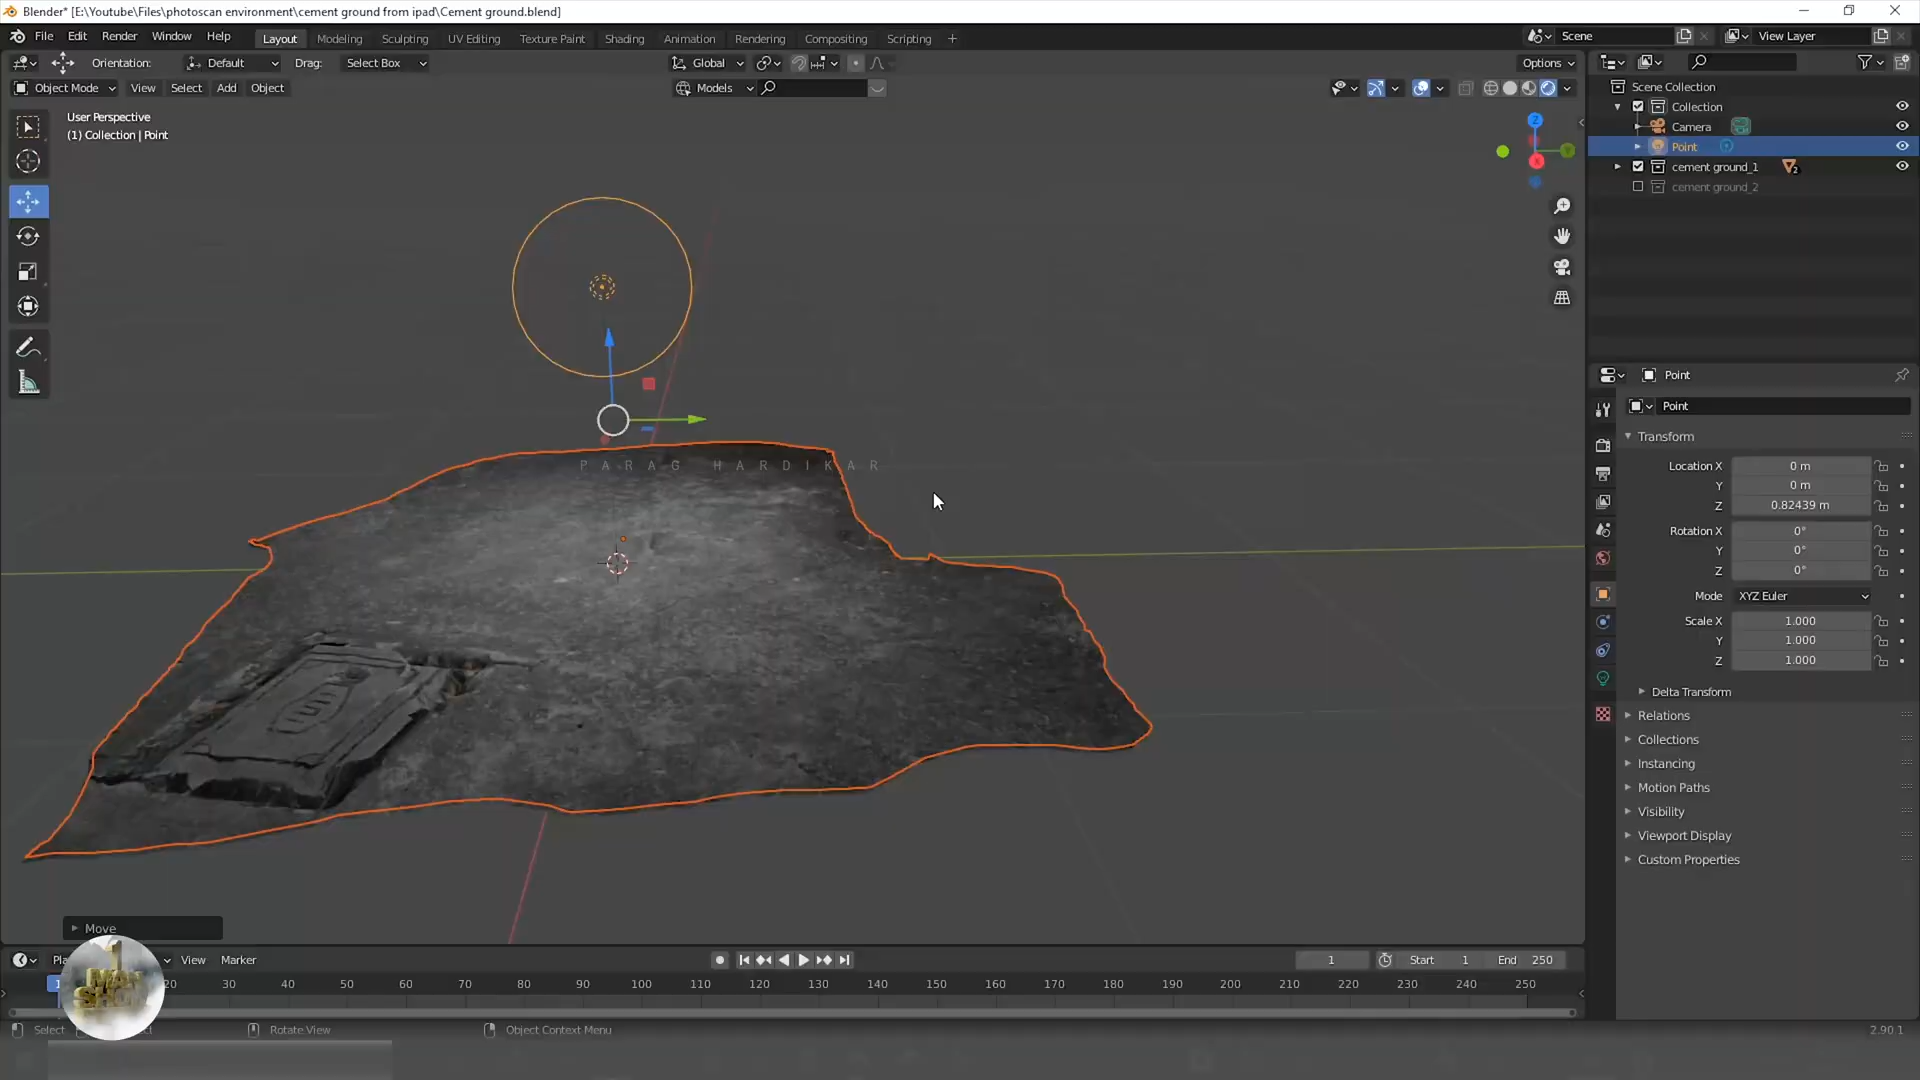 Blender* [E:\Youtube\Files\photoscan environment\cement ground from ipad\Cement ground.blend]
File Edit Render Window Help Layout Modeling Sculpting UV Editing Texture Paint Shading Animation Rendering Compositing Scripting + Scene View Layer
Orientation: Default Drag: Select Box Global Options
Object Mode View Select Add Object Models
User Perspective
(1) Collection | Point
Scene Collection
Collection
Camera
Point
cement ground_1
2
cement ground_2
Z
X
Y
PARAG HARDIKAR
Point
Point
Transform
Location X 0 m
Y 0 m
Z 0.82439 m
Rotation X 0°
Y 0°
Z 0°
Mode XYZ Euler
Scale X 1.000
Y 1.000
Z 1.000
Delta Transform
Relations
Collections
Instancing
Motion Paths
Visibility
Viewport Display
Custom Properties
Move
View Marker 1 Start 1 End 250
1 20 30 40 50 60 70 80 90 100 110 120 130 140 150 160 170 180 190 200 210 220 230 240 250
1
MAN
SHOW
Select Rotate View Object Context Menu 2.90.1